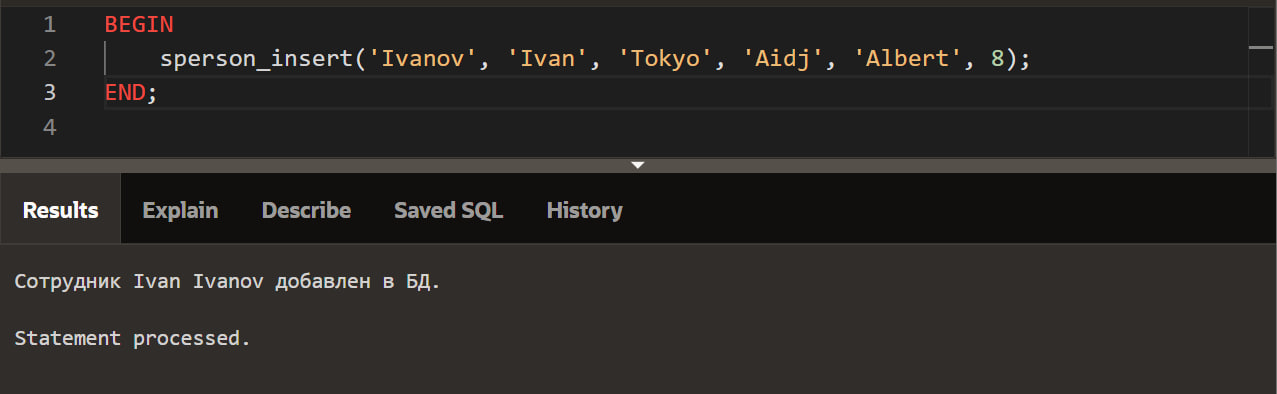 1 BEGIN
2 sperson_insert('Ivanov', 'Ivan', 'Tokyo', 'Aidj', 'Albert', 8);
3 END;
4
Results Explain Describe Saved SQL History
Сотрудник Ivan Ivanov добавлен в БД.
Statement processed.